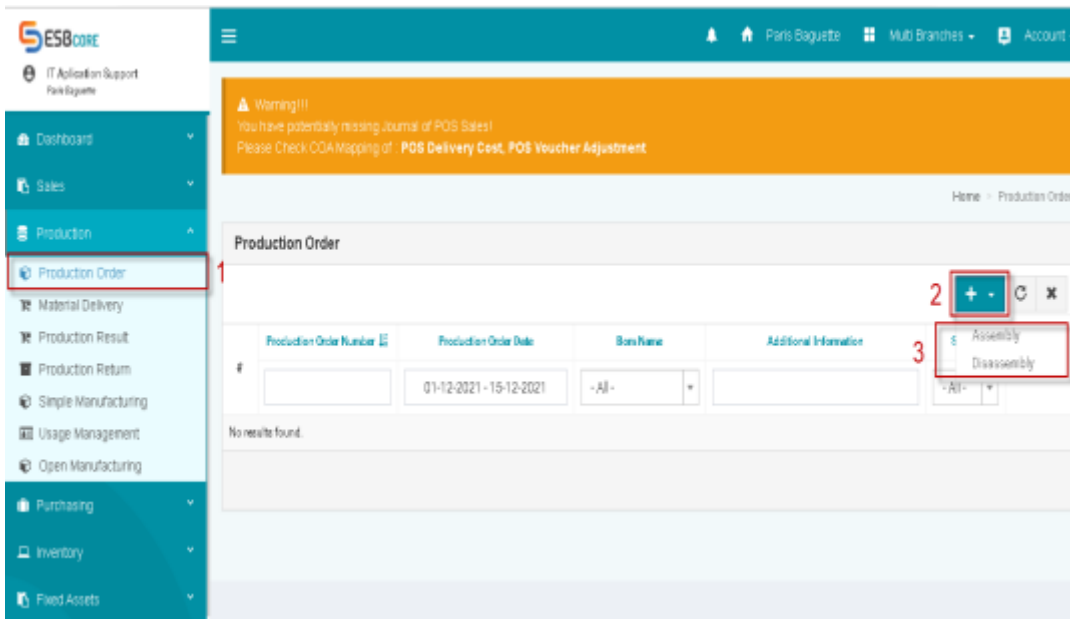 ESBCORE
IT Aplication Support
Paris Baguette
Dashboard
Sales
Production
Production Order
Material Delivery
Production Result
Production Return
Simple Manufacturing
Usage Management
Open Manufacturing
Purchasing
Inventory
Fixed Assets
Paris Baguette Multi Branches Account
Warning!!!
You have potentially missing Journal of POS Sales!
Please Check COA Mapping of : POS Delivery Cost, POS Voucher Adjustment
Home Production Order
Production Order
1
2
+
3
Assembly
Disassembly
# Production Order Number Production Order Date Bom Name Additional Information S
01-12-2021 - 15-12-2021 - All - - All -
No results found.